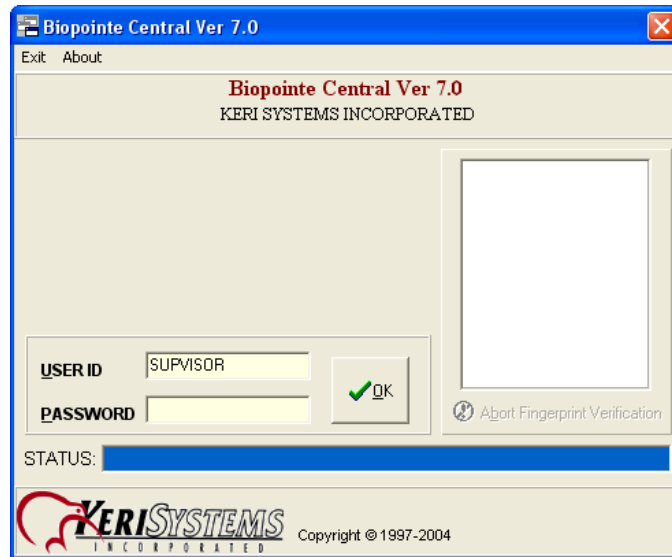 Biopointe Central Ver 7.0
Exit About
Biopointe Central Ver 7.0
KERI SYSTEMS INCORPORATED
USER ID SUPVISOR
OK
PASSWORD
Abort Fingerprint Verification
STATUS:
KERISYSTEMS
INCORPORATED
Copyright © 1997-2004